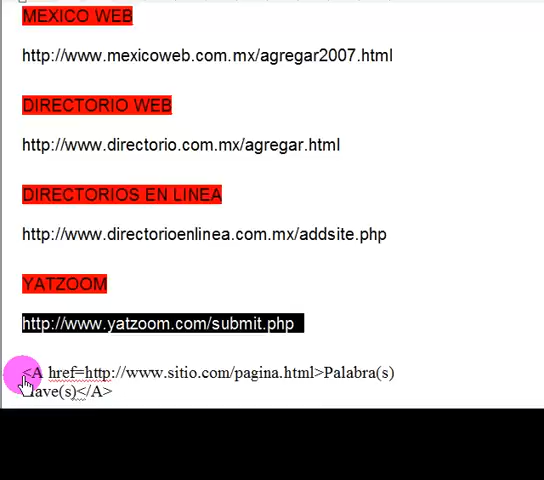 MEXICO WEB
http://www.mexicoweb.com.mx/agregar2007.html
DIRECTORIO WEB
http://www.directorio.com.mx/agregar.html
DIRECTORIOS EN LINEA
http://www.directorioenlinea.com.mx/addsite.php
YATZOOM
http://www.yatzoom.com/submit.php
<A href=http://www.sitio.com/pagina.html>Palabra(s)
clave(s)</A>